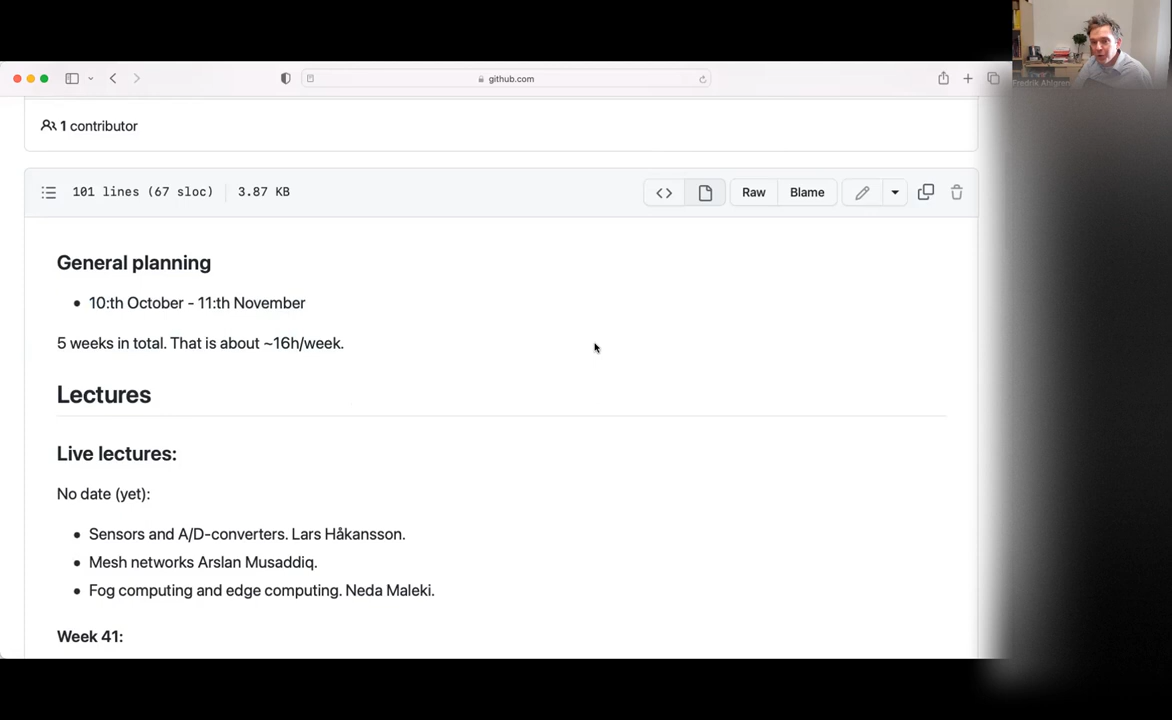 github.com
Fredrik Ahlgren
1 contributor
101 lines (67 sloc) 3.87 KB
Raw
Blame
General planning
10:th October - 11:th November
5 weeks in total. That is about ~16h/week.
Lectures
Live lectures:
No date (yet):
Sensors and A/D-converters. Lars Håkansson.
Mesh networks Arslan Musaddiq.
Fog computing and edge computing. Neda Maleki.
Week 41: